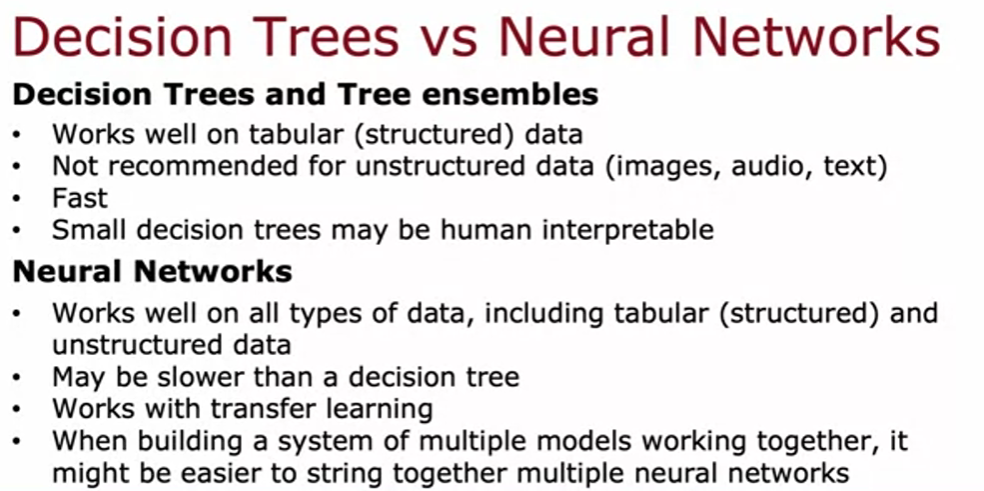 Decision Trees vs Neural Networks
Decision Trees and Tree ensembles
• Works well on tabular (structured) data
• Not recommended for unstructured data (images, audio, text)
• Fast
• Small decision trees may be human interpretable
Neural Networks
• Works well on all types of data, including tabular (structured) and
unstructured data
• May be slower than a decision tree
• Works with transfer learning
• When building a system of multiple models working together, it
might be easier to string together multiple neural networks